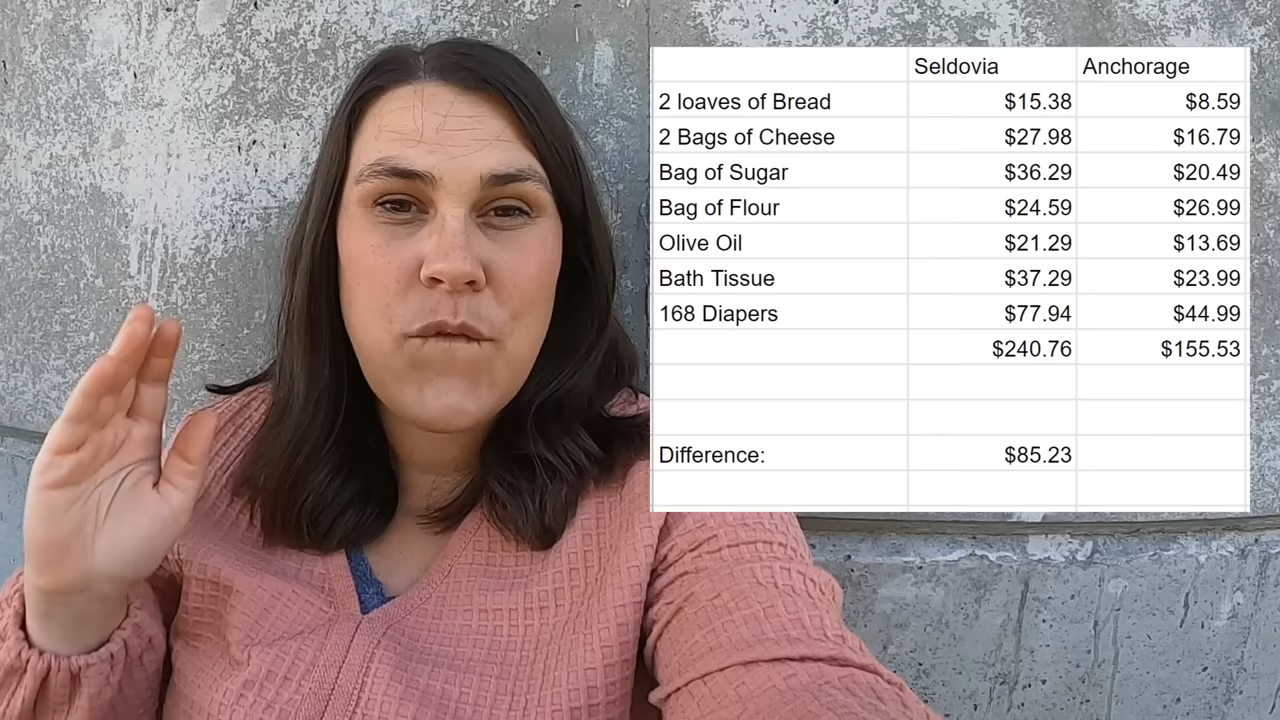 Seldovia Anchorage
2 loaves of Bread $15.38 $8.59
2 Bags of Cheese $27.98 $16.79
Bag of Sugar $36.29 $20.49
Bag of Flour $24.59 $26.99
Olive Oil $21.29 $13.69
Bath Tissue $37.29 $23.99
168 Diapers $77.94 $44.99
$240.76 $155.53
Difference: $85.23